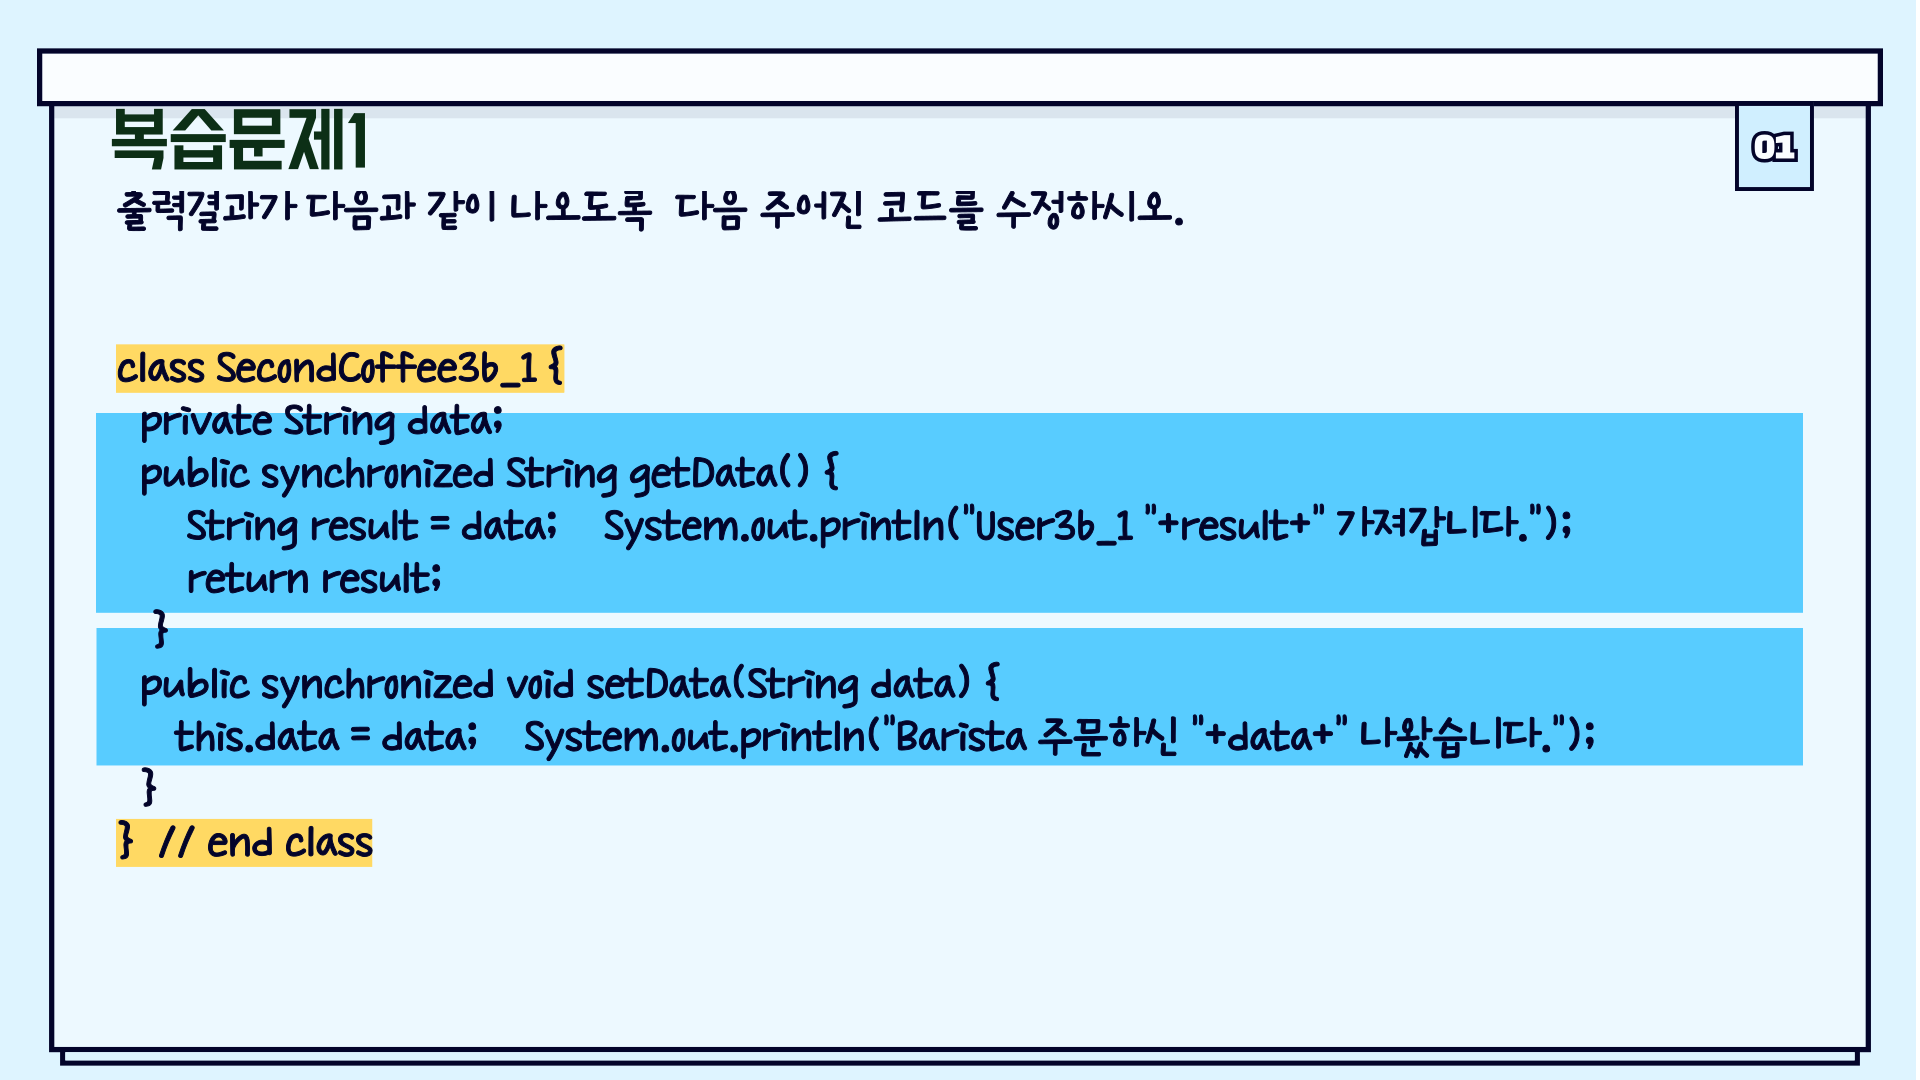 복습문제1
01
출력결과가 다음과 같이 나오도록  다음 주어진 코드를 수정하시오.
class SecondCoffee3b_1 {
private String data;
public synchronized String getData() {
String result = data;    System.out.println("User3b_1 "+result+" 가져갑니다.");
return result;
}
public synchronized void setData(String data) {
this.data = data;    System.out.println("Barista 주문하신 "+data+" 나왔습니다.");
}
}  // end class